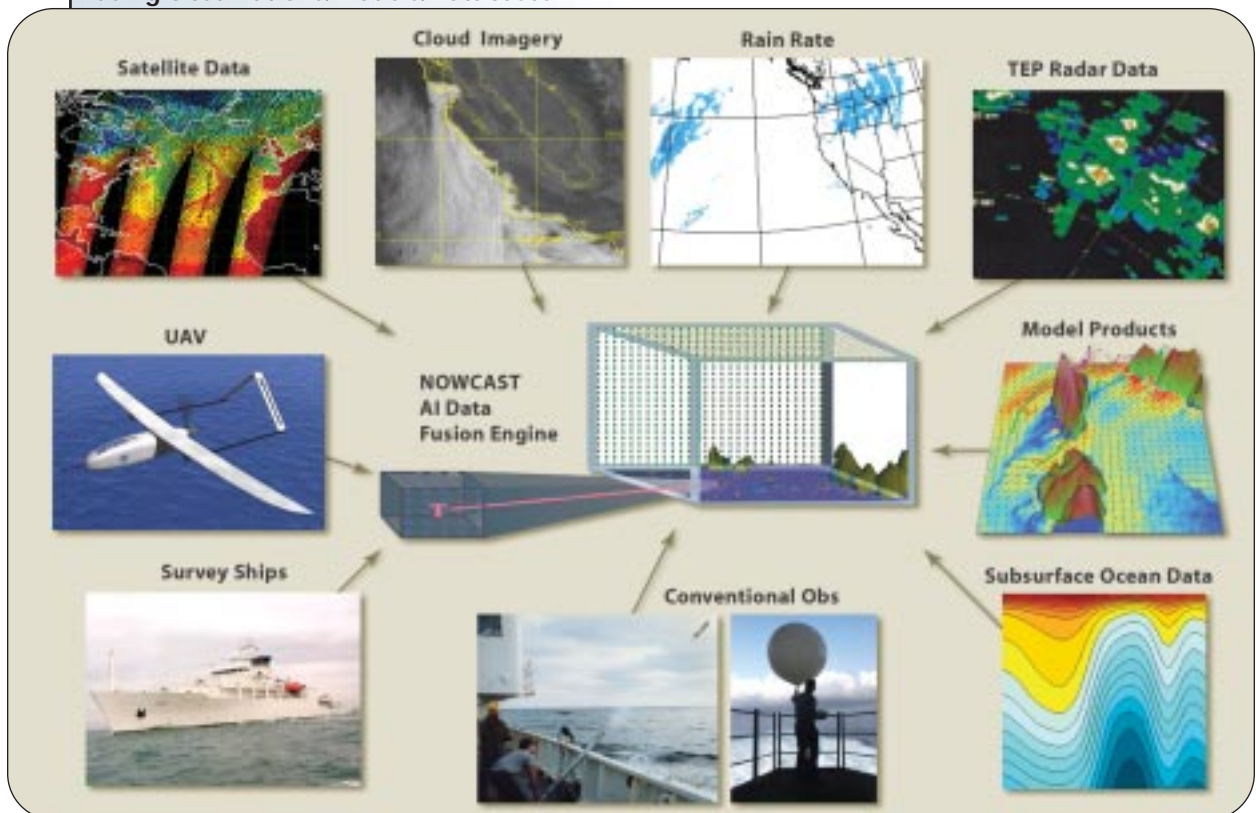 Cloud Imagery
Rain Rate
Satellite Data
TEP Radar Data
UAV
Model Products
NOWCAST
AI Data
Fusion Engine
T
Survey Ships
Conventional Obs
Subsurface Ocean Data